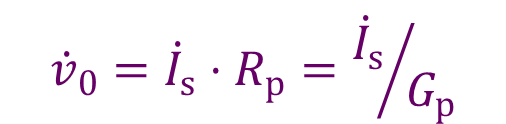 v̇₀ = İₛ · Rₚ = İₛ/Gₚ